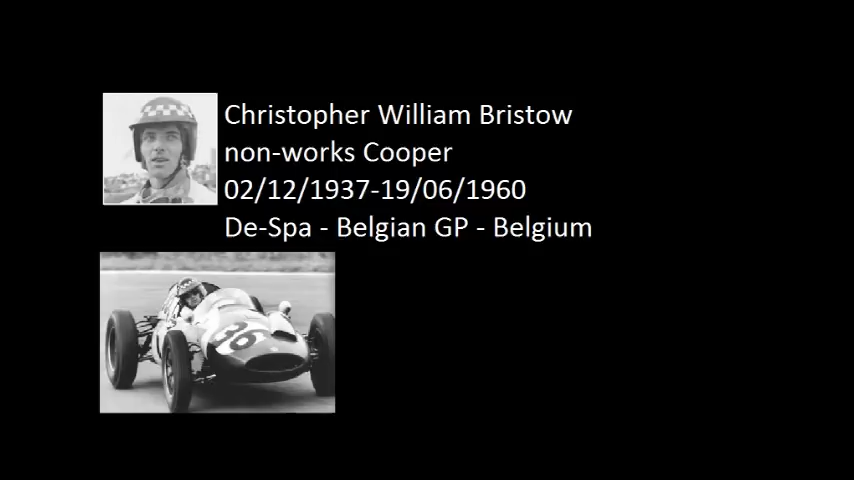 Christopher William Bristow
non-works Cooper
02/12/1937-19/06/1960
De-Spa - Belgian GP - Belgium
36